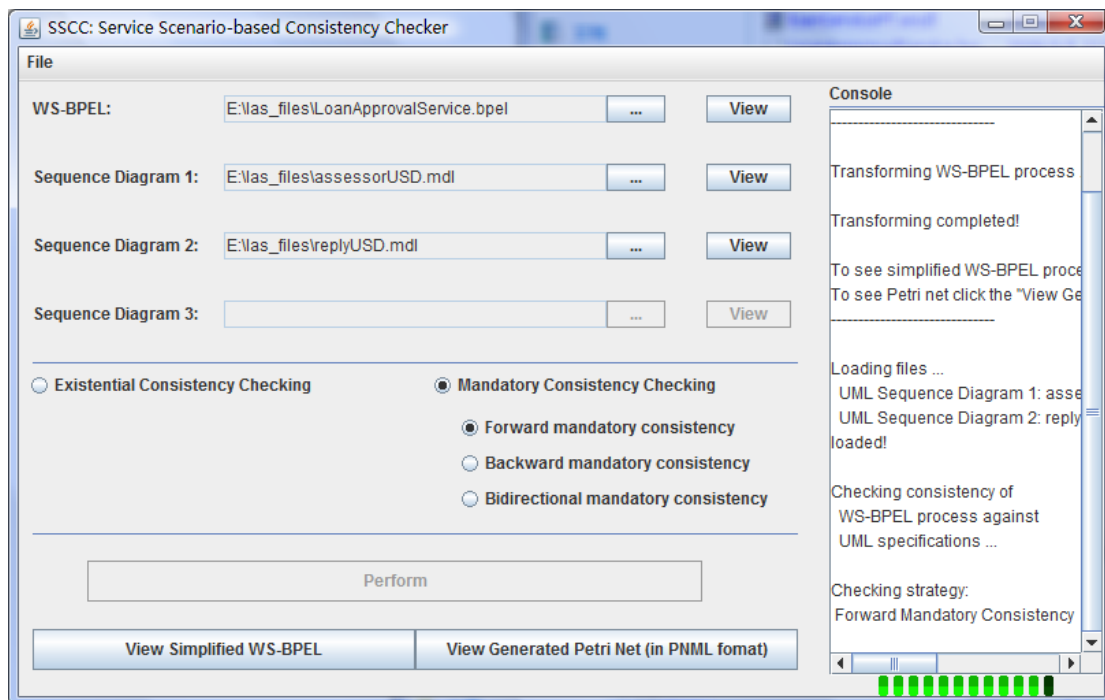 SSCC: Service Scenario-based Consistency Checker
File
WS-BPEL: E:\las_files\LoanApprovalService.bpel ... View
Sequence Diagram 1: E:\las_files\assessorUSD.mdl ... View
Sequence Diagram 2: E:\las_files\replyUSD.mdl ... View
Sequence Diagram 3: ... View
Existential Consistency Checking
Mandatory Consistency Checking
Forward mandatory consistency
Backward mandatory consistency
Bidirectional mandatory consistency
Perform
View Simplified WS-BPEL
View Generated Petri Net (in PNML fomat)
Console
------------------------------
Transforming WS-BPEL process .
Transforming completed!
To see simplified WS-BPEL proce
To see Petri net click the "View Ge
------------------------------
Loading files ...
UML Sequence Diagram 1: asse
UML Sequence Diagram 2: reply
loaded!
Checking consistency of
WS-BPEL process against
UML specifications ...
Checking strategy:
Forward Mandatory Consistency